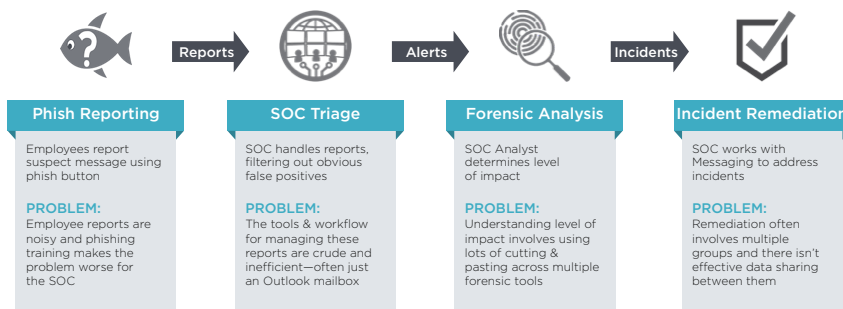 ?
Reports
Alerts
Incidents
Phish Reporting
Employees report
suspect message using
phish button
PROBLEM:
Employee reports are
noisy and phishing
training makes the
problem worse for
the SOC
SOC Triage
SOC handles reports,
filtering out obvious
false positives
PROBLEM:
The tools & workflow
for managing these
reports are crude and
inefficient—often just
an Outlook mailbox
Forensic Analysis
SOC Analyst
determines level
of impact
PROBLEM:
Understanding level of
impact involves using
lots of cutting &
pasting across multiple
forensic tools
Incident Remediation
SOC works with
Messaging to address
incidents
PROBLEM:
Remediation often
involves multiple
groups and there isn’t
effective data sharing
between them